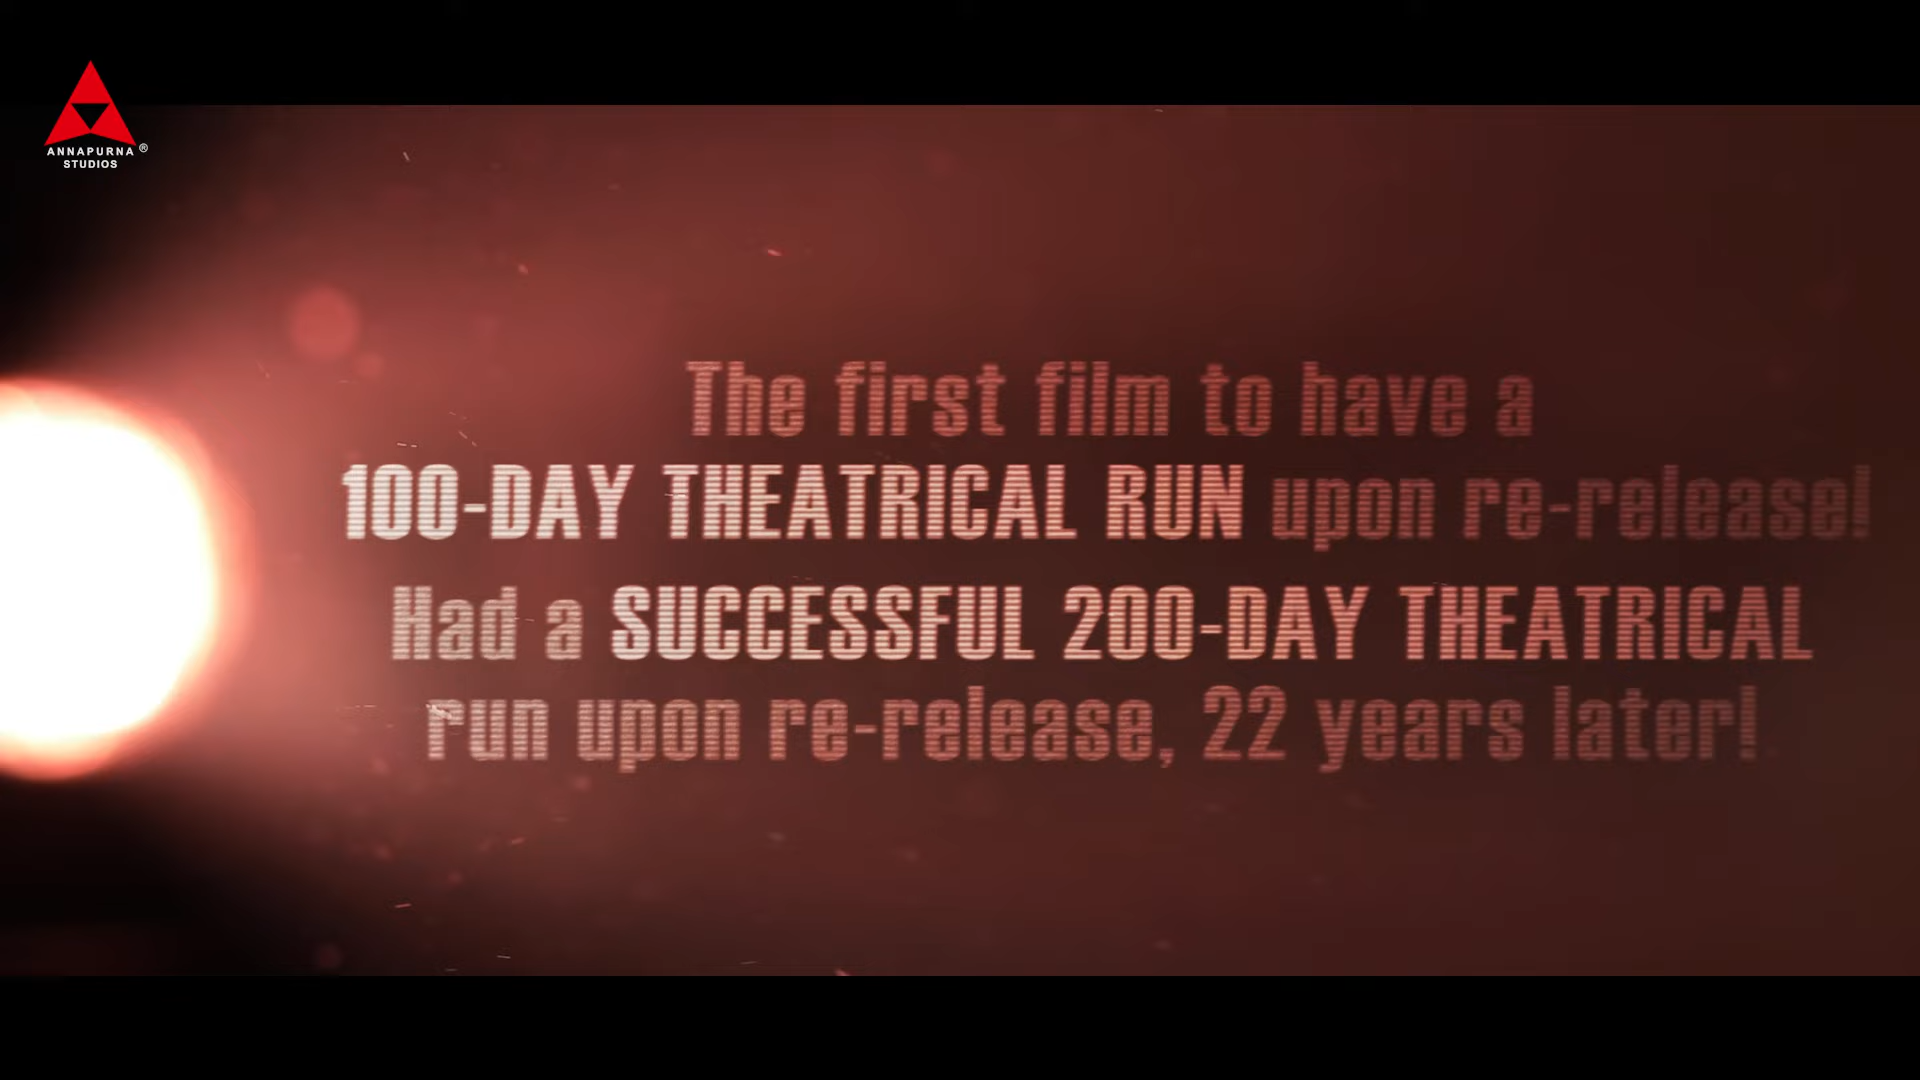 ANNAPURNA ®
STUDIOS
The first film to have a
100-DAY THEATRICAL RUN upon re-release!
Had a SUCCESSFUL 200-DAY THEATRICAL
run upon re-release, 22 years later!